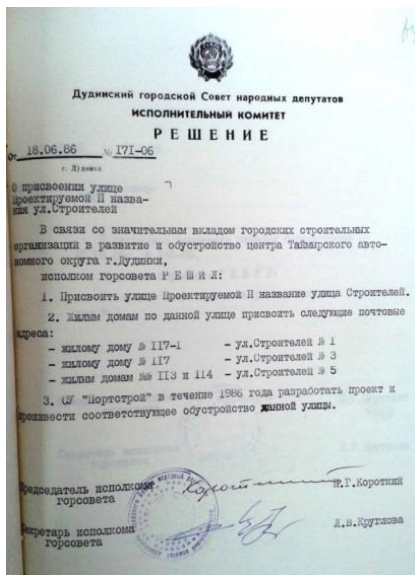 Дудинский городской Совет народных депутатов
ИСПОЛНИТЕЛЬНЫЙ КОМИТЕТ
РЕШЕНИЕ
от 18.06.86 № 171-06
г. Дудинка
О присвоении улице
Проектируемой II назва-
ния ул.Строителей
В связи со значительным вкладом городских строительных
организаций в развитие и обустройство центра Таймырского авто-
номного округа г.Дудинки,
исполком горсовета Р Е Ш И Л:
1. Присвоить улице Проектируемой II название улица Строителей.
2. Жилым домам по данной улице присвоить следующие почтовые
адреса:
- жилому дому № 117-1 - ул.Строителей № 1
- жилому дому № 117 - ул.Строителей № 3
- жилым домам №№ 113 и 114 - ул.Строителей № 5
3. СУ "Портстрой" в течение 1986 года разработать проект и
произвести соответствующее обустройство данной улицы.
Председатель исполкома
горсовета
Н.Г.Короткий
Секретарь исполкома
горсовета
Л.В.Круглова